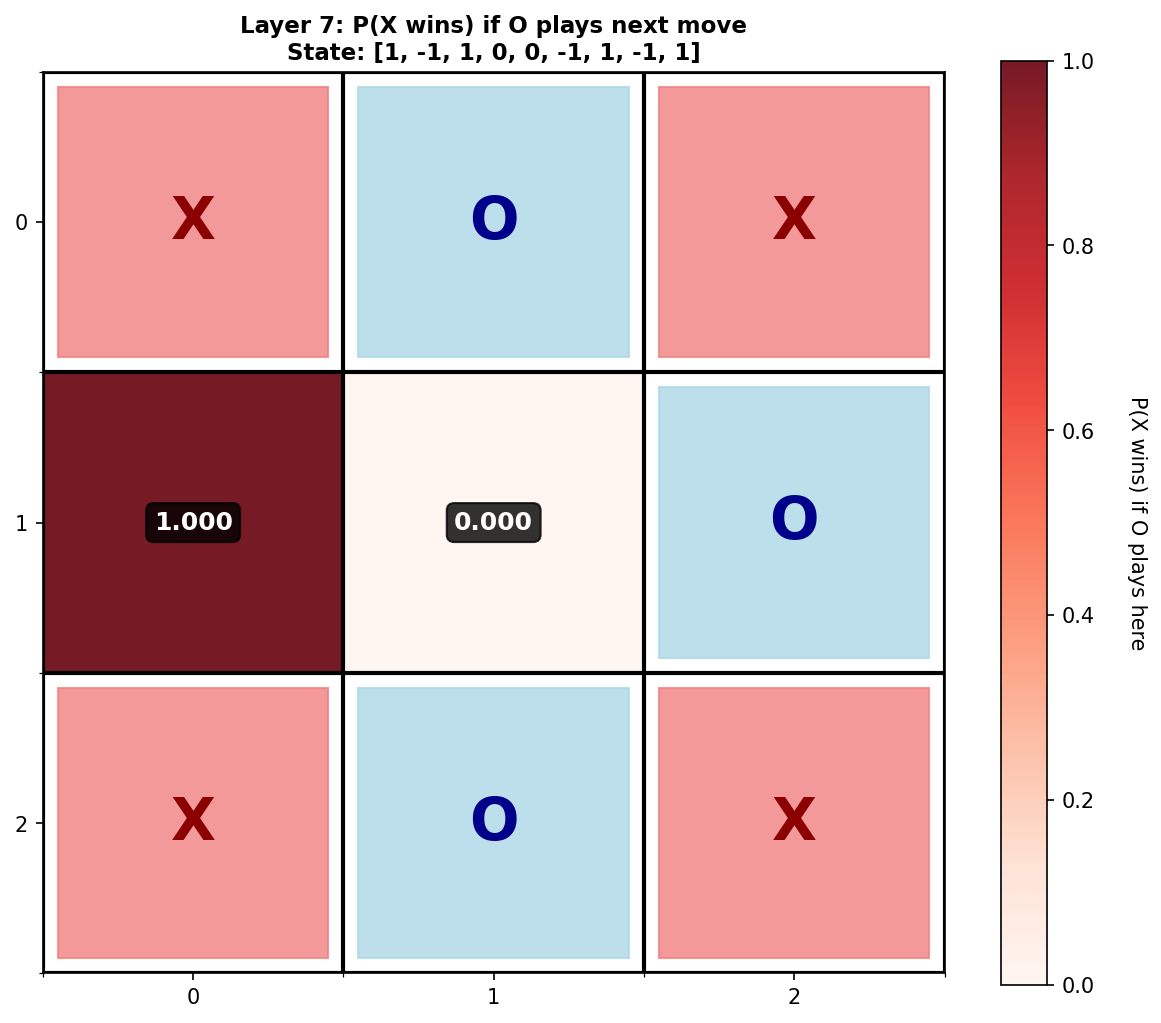 Layer 7: P(X wins) if O plays next move
State: [1, -1, 1, 0, 0, -1, 1, -1, 1]
X O X
0
1.000 0.000 O
1
X O X
2
0 1 2
1.0
0.8
0.6
0.4
0.2
0.0
P(X wins) if O plays here